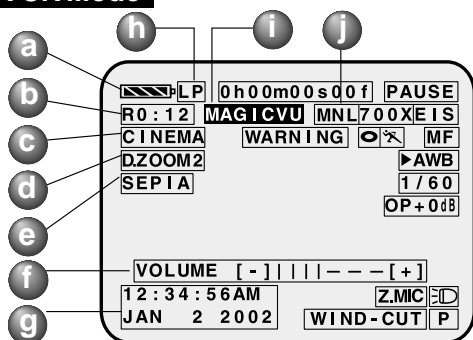 h i j
a LP 0h00m00s00f PAUSE
b R0:12 MAGICVU MNL 700X EIS
c CINEMA WARNING MF
d D.ZOOM2 ▶AWB
e SEPIA 1/60
OP+0dB
f VOLUME [-]||||---[+]
g 12:34:56AM Z.MIC
JAN 2 2002 WIND-CUT P